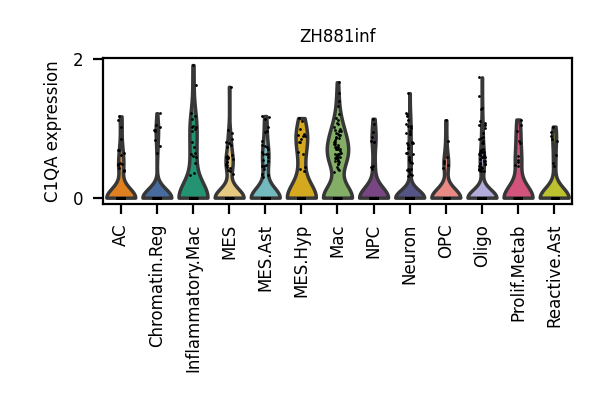 ZH881inf
C1QA expression
2
0
AC
Chromatin.Reg
Inflammatory.Mac
MES
MES.Ast
MES.Hyp
Mac
NPC
Neuron
OPC
Oligo
Prolif.Metab
Reactive.Ast